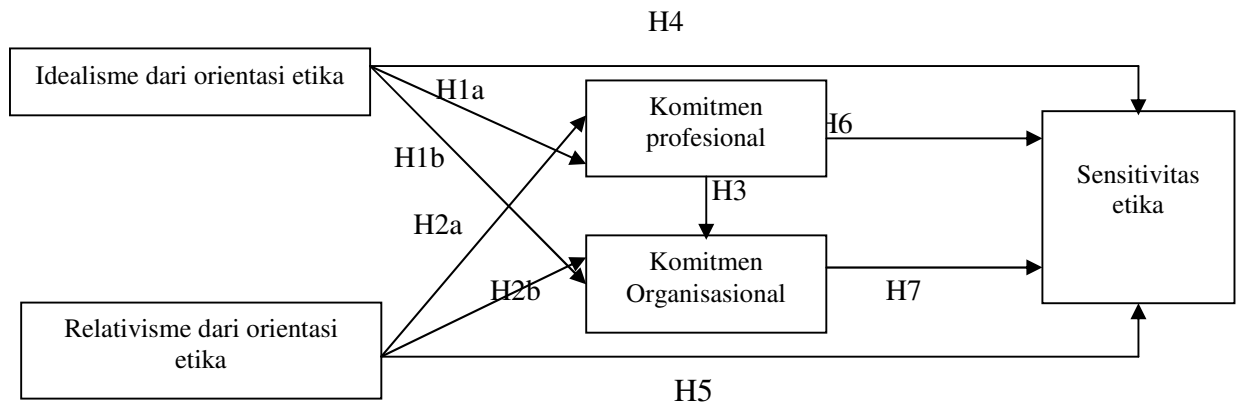 H4
Idealisme dari orientasi etika
H1a
Komitmen
profesional
H6
H1b
Sensitivitas
etika
H3
H2a
Komitmen
Organisasional
H2b
H7
Relativisme dari orientasi
etika
H5